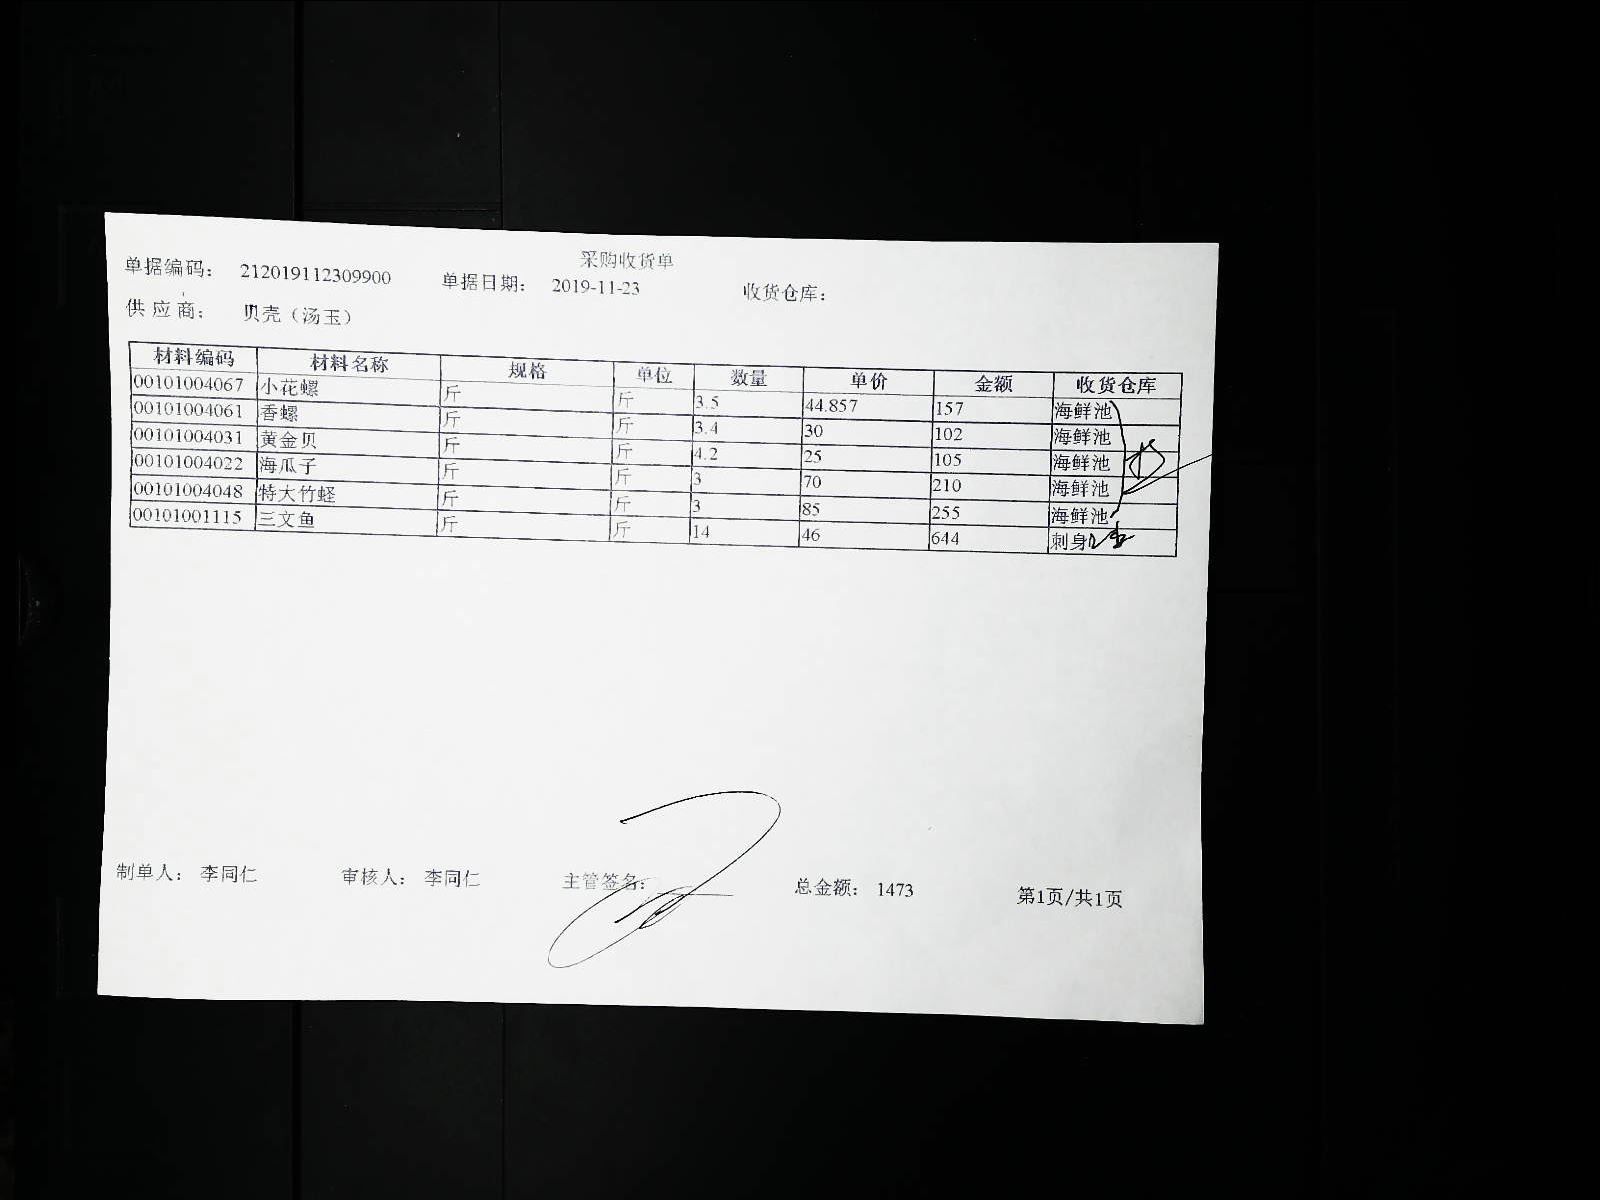 采购收货单
单据编码： 212019112309900 单据日期： 2019-11-23 收货仓库：
供应商： 贝壳（汤玉）
材料编码 材料名称 规格 单位 数量 单价 金额 收货仓库
00101004067 小花螺 斤 斤 3.5 44.857 157 海鲜池
00101004061 香螺 斤 斤 3.4 30 102 海鲜池
00101004031 黄金贝 斤 斤 4.2 25 105 海鲜池
00101004022 海瓜子 斤 斤 3 70 210 海鲜池
00101004048 特大竹蛏 斤 斤 3 85 255 海鲜池
00101001115 三文鱼 斤 斤 14 46 644 刺身
制单人： 李同仁 审核人： 李同仁 主管签名： 总金额： 1473 第1页/共1页